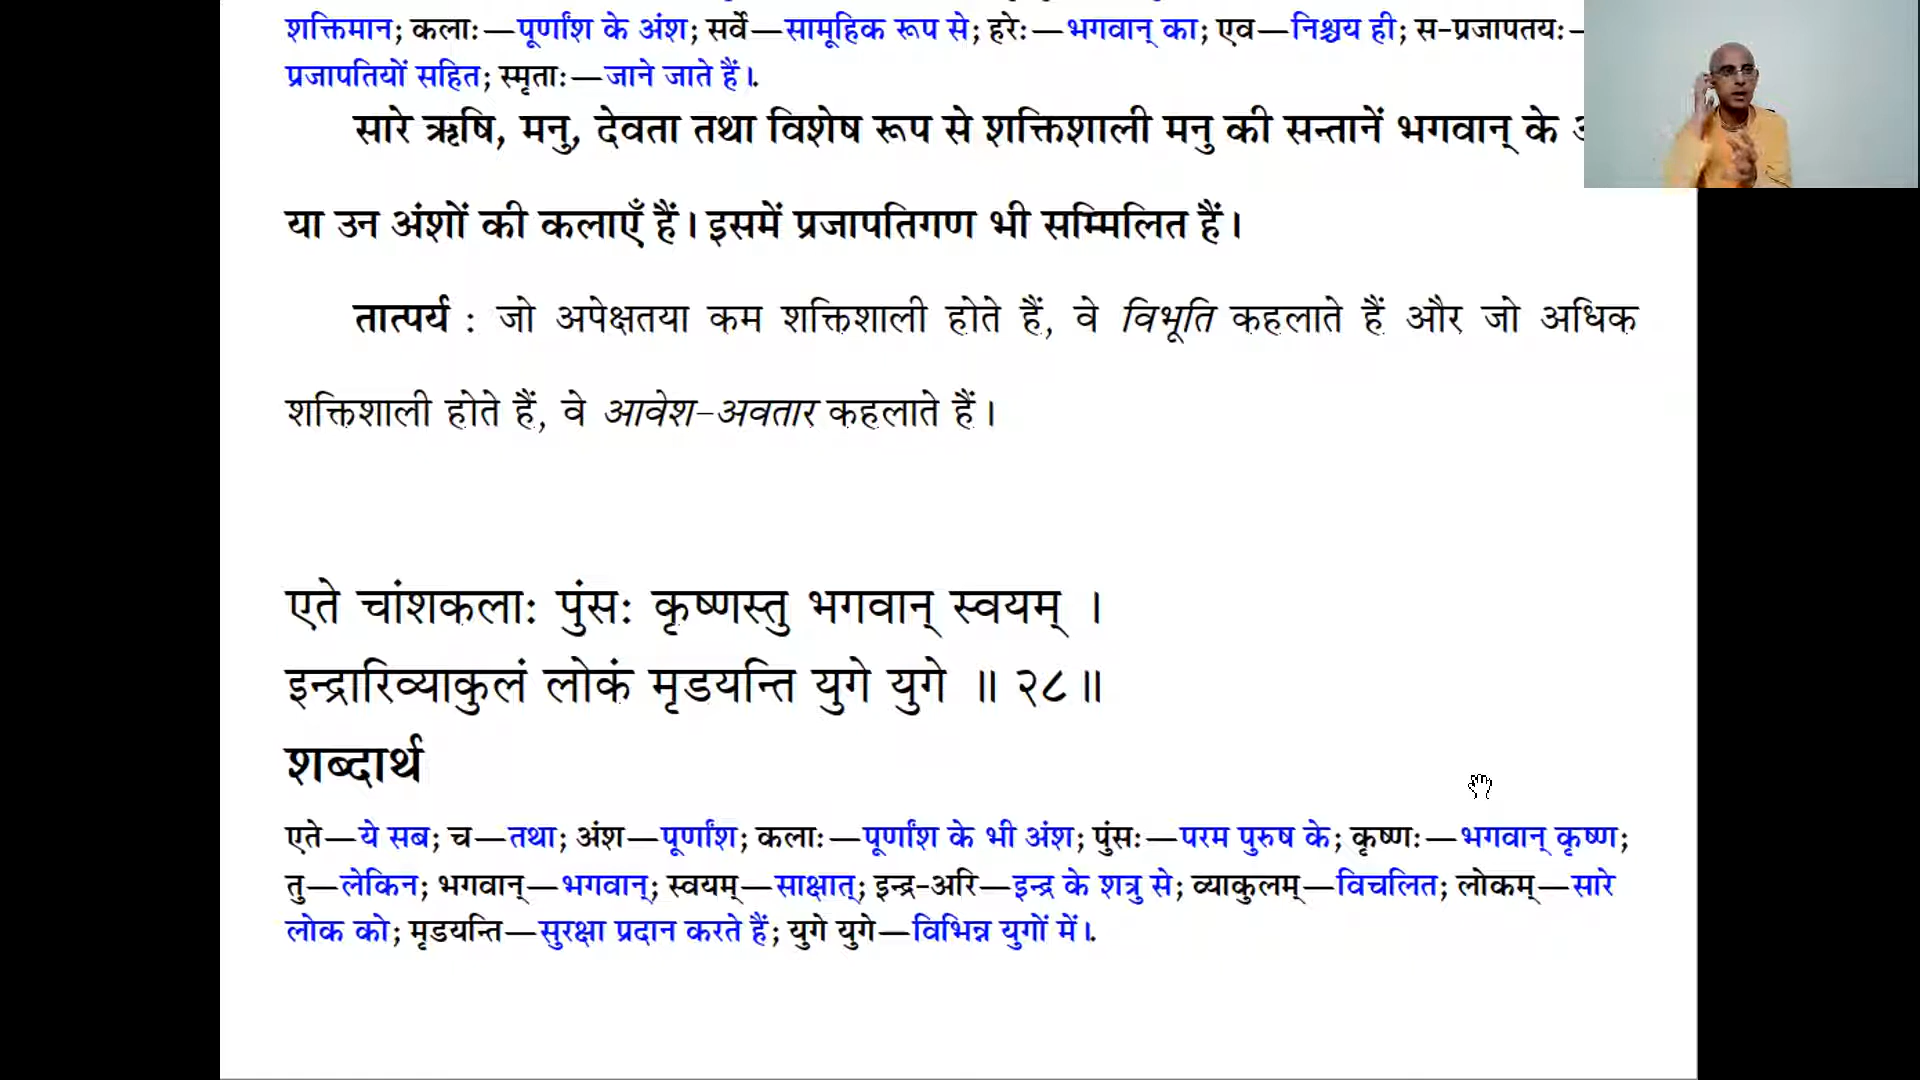 शक्तिमान; कलाः—पूर्णांश के अंश; सर्वे—सामूहिक रूप से; हरेः—भगवान् का; एव—निश्चय ही; स-प्रजापतयः—
प्रजापतियों सहित; स्मृताः—जाने जाते हैं।.
सारे ऋषि, मनु, देवता तथा विशेष रूप से शक्तिशाली मनु की सन्तानें भगवान् के
या उन अंशों की कलाएँ हैं। इसमें प्रजापतिगण भी सम्मिलित हैं।
तात्पर्य : जो अपेक्षतया कम शक्तिशाली होते हैं, वे विभूति कहलाते हैं और जो अधिक
शक्तिशाली होते हैं, वे आवेश-अवतार कहलाते हैं।
एते चांशकलाः पुंसः कृष्णस्तु भगवान् स्वयम् ।
इन्द्रारिव्याकुलं लोकं मृडयन्ति युगे युगे ॥ २८॥
शब्दार्थ
एते—ये सब; च—तथा; अंश—पूर्णांश; कलाः—पूर्णांश के भी अंश; पुंसः—परम पुरुष के; कृष्णः—भगवान् कृष्ण;
तु—लेकिन; भगवान्—भगवान्; स्वयम्—साक्षात्; इन्द्र-अरि—इन्द्र के शत्रु से; व्याकुलम्—विचलित; लोकम्—सारे
लोक को; मृडयन्ति—सुरक्षा प्रदान करते हैं; युगे युगे—विभिन्न युगों में।.